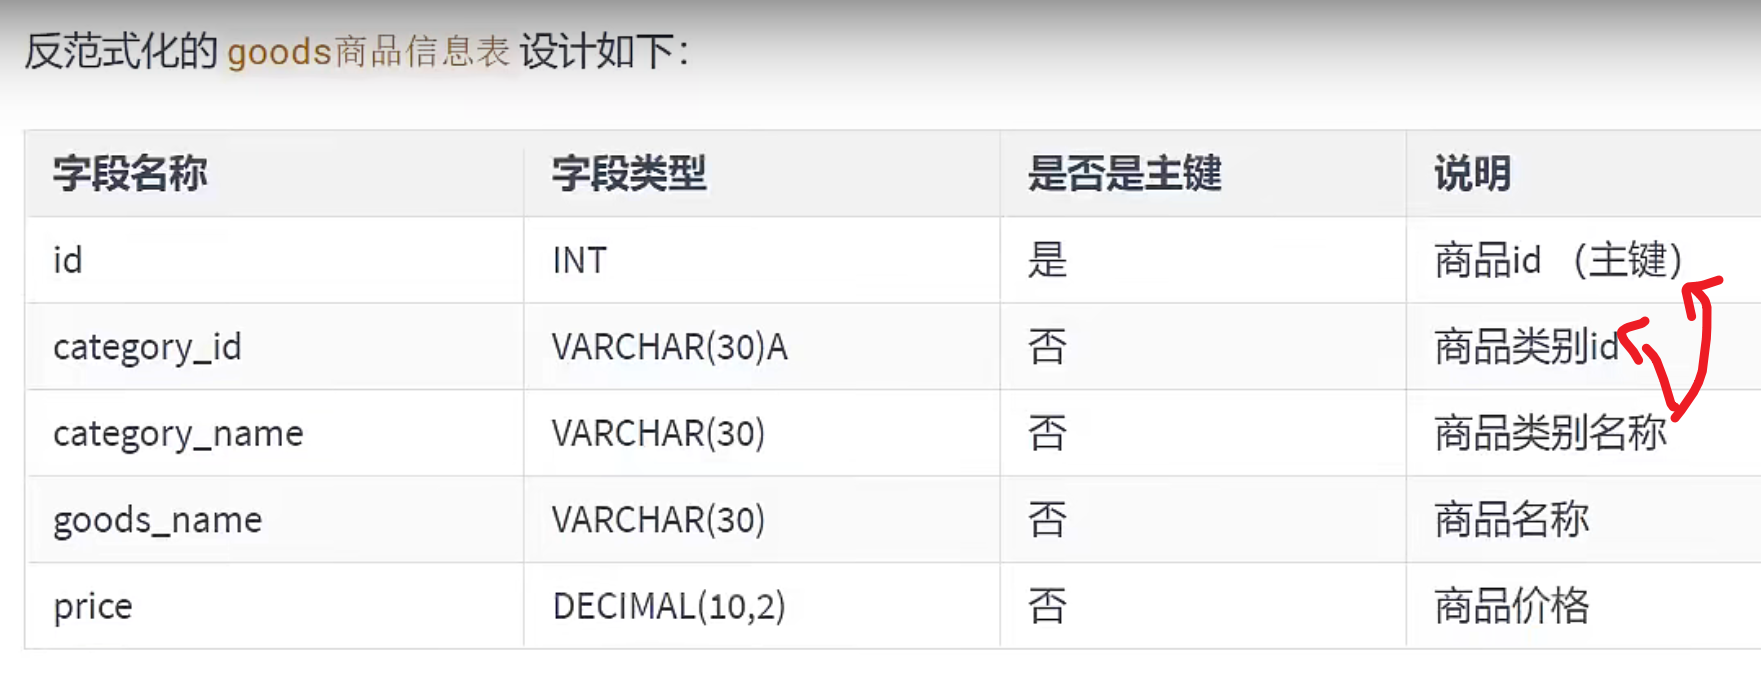 反范式化的 goods商品信息表 设计如下：
字段名称 字段类型 是否是主键 说明
id INT 是 商品id （主键）
category_id VARCHAR(30)A 否 商品类别id
category_name VARCHAR(30) 否 商品类别名称
goods_name VARCHAR(30) 否 商品名称
price DECIMAL(10,2) 否 商品价格